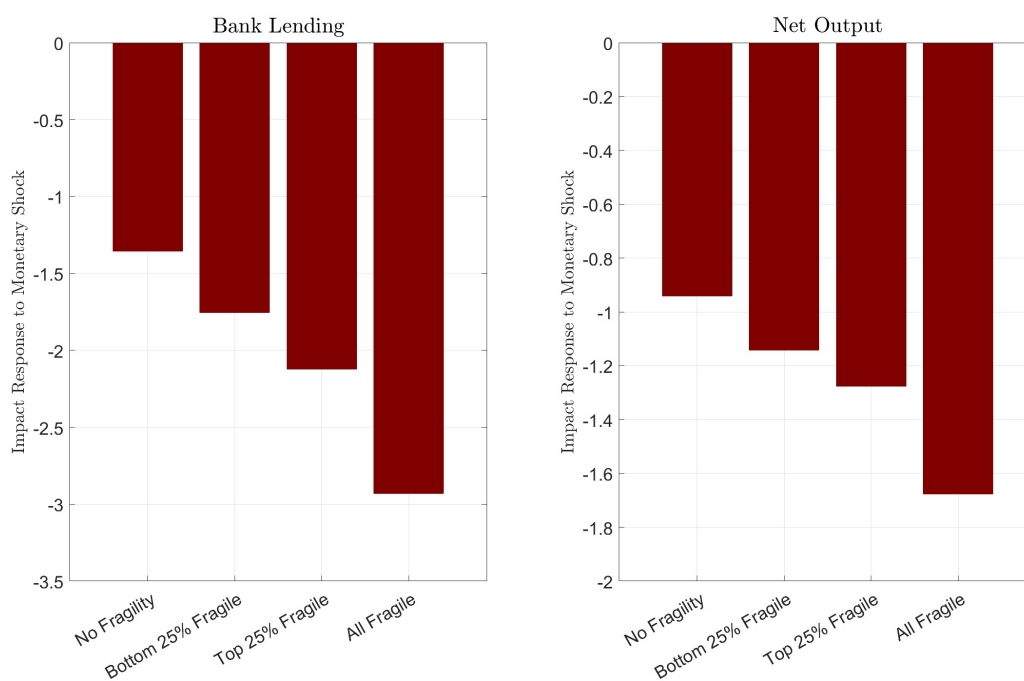 Bank Lending
Impact Response to Monetary Shock
0
-0.5
-1
-1.5
-2
-2.5
-3
-3.5
No Fragility
Bottom 25% Fragile
Top 25% Fragile
All Fragile
Net Output
Impact Response to Monetary Shock
0
-0.2
-0.4
-0.6
-0.8
-1
-1.2
-1.4
-1.6
-1.8
-2
No Fragility
Bottom 25% Fragile
Top 25% Fragile
All Fragile